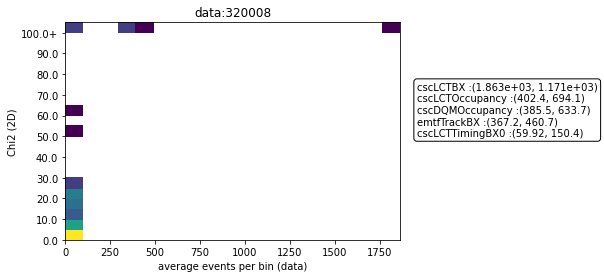 data:320008
100.0+
90.0
80.0
70.0
60.0
50.0
40.0
30.0
20.0
10.0
0.0
Chi2 (2D)
0 250 500 750 1000 1250 1500 1750
average events per bin (data)
cscLCTBX :(1.863e+03, 1.171e+03)
cscLCTOccupancy :(402.4, 694.1)
cscDQMOccupancy :(385.5, 633.7)
emtfTrackBX :(367.2, 460.7)
cscLCTTimingBX0 :(59.92, 150.4)